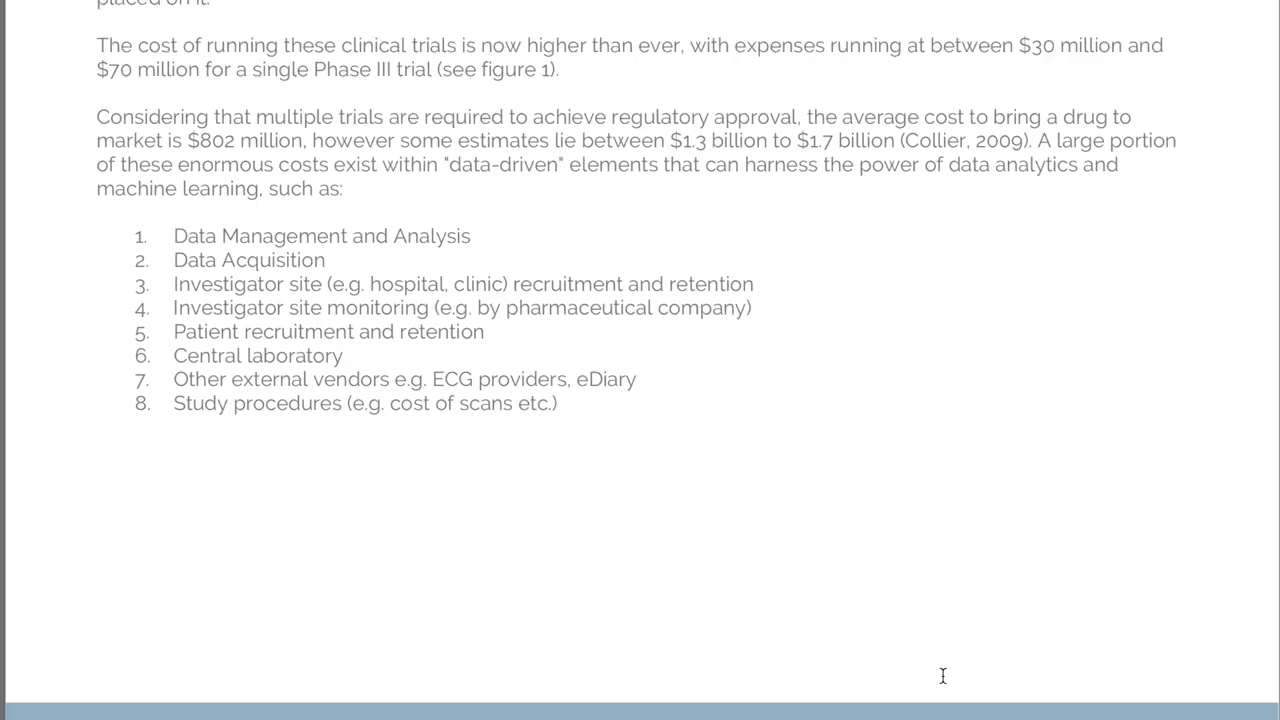 placed on it.
The cost of running these clinical trials is now higher than ever, with expenses running at between $30 million and
$70 million for a single Phase III trial (see figure 1).
Considering that multiple trials are required to achieve regulatory approval, the average cost to bring a drug to
market is $802 million, however some estimates lie between $1.3 billion to $1.7 billion (Collier, 2009). A large portion
of these enormous costs exist within "data-driven" elements that can harness the power of data analytics and
machine learning, such as:
1. Data Management and Analysis
2. Data Acquisition
3. Investigator site (e.g. hospital, clinic) recruitment and retention
4. Investigator site monitoring (e.g. by pharmaceutical company)
5. Patient recruitment and retention
6. Central laboratory
7. Other external vendors e.g. ECG providers, eDiary
8. Study procedures (e.g. cost of scans etc.)